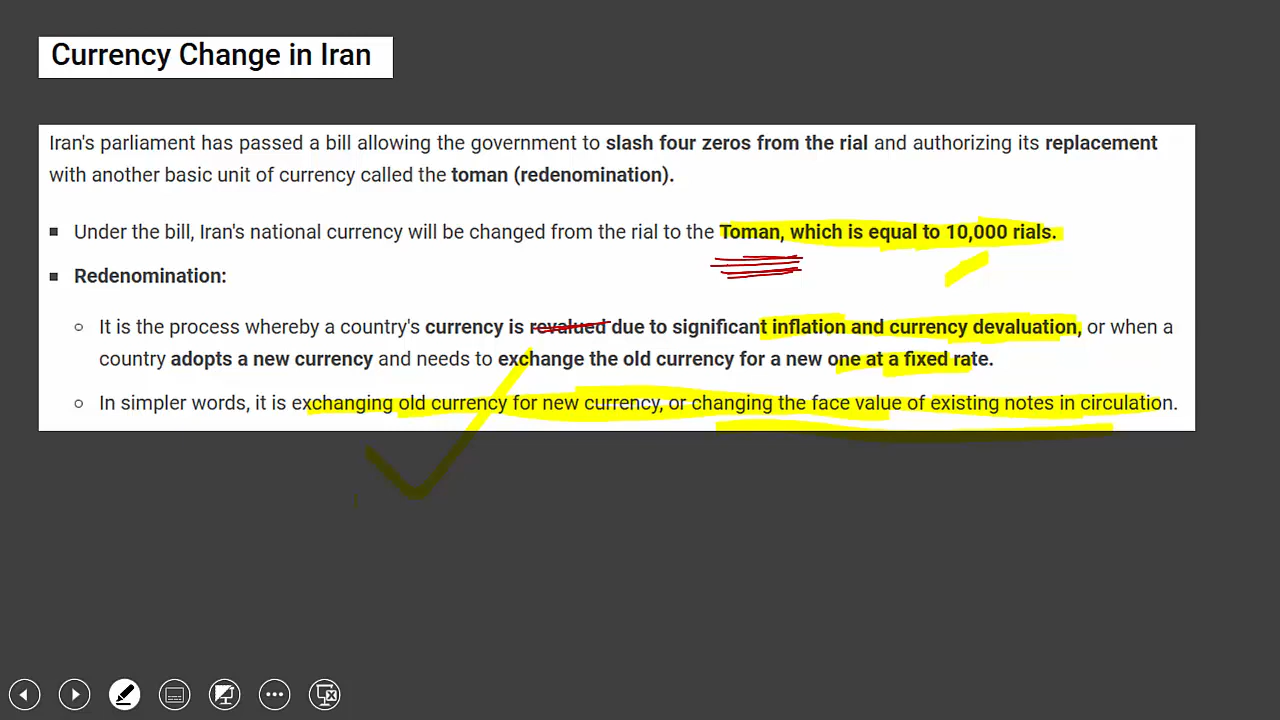 Currency Change in Iran
Iran's parliament has passed a bill allowing the government to slash four zeros from the rial and authorizing its replacement
with another basic unit of currency called the toman (redenomination).
▪ Under the bill, Iran's national currency will be changed from the rial to the Toman, which is equal to 10,000 rials.
▪ Redenomination:
○ It is the process whereby a country's currency is revalued due to significant inflation and currency devaluation, or when a
country adopts a new currency and needs to exchange the old currency for a new one at a fixed rate.
○ In simpler words, it is exchanging old currency for new currency, or changing the face value of existing notes in circulation.